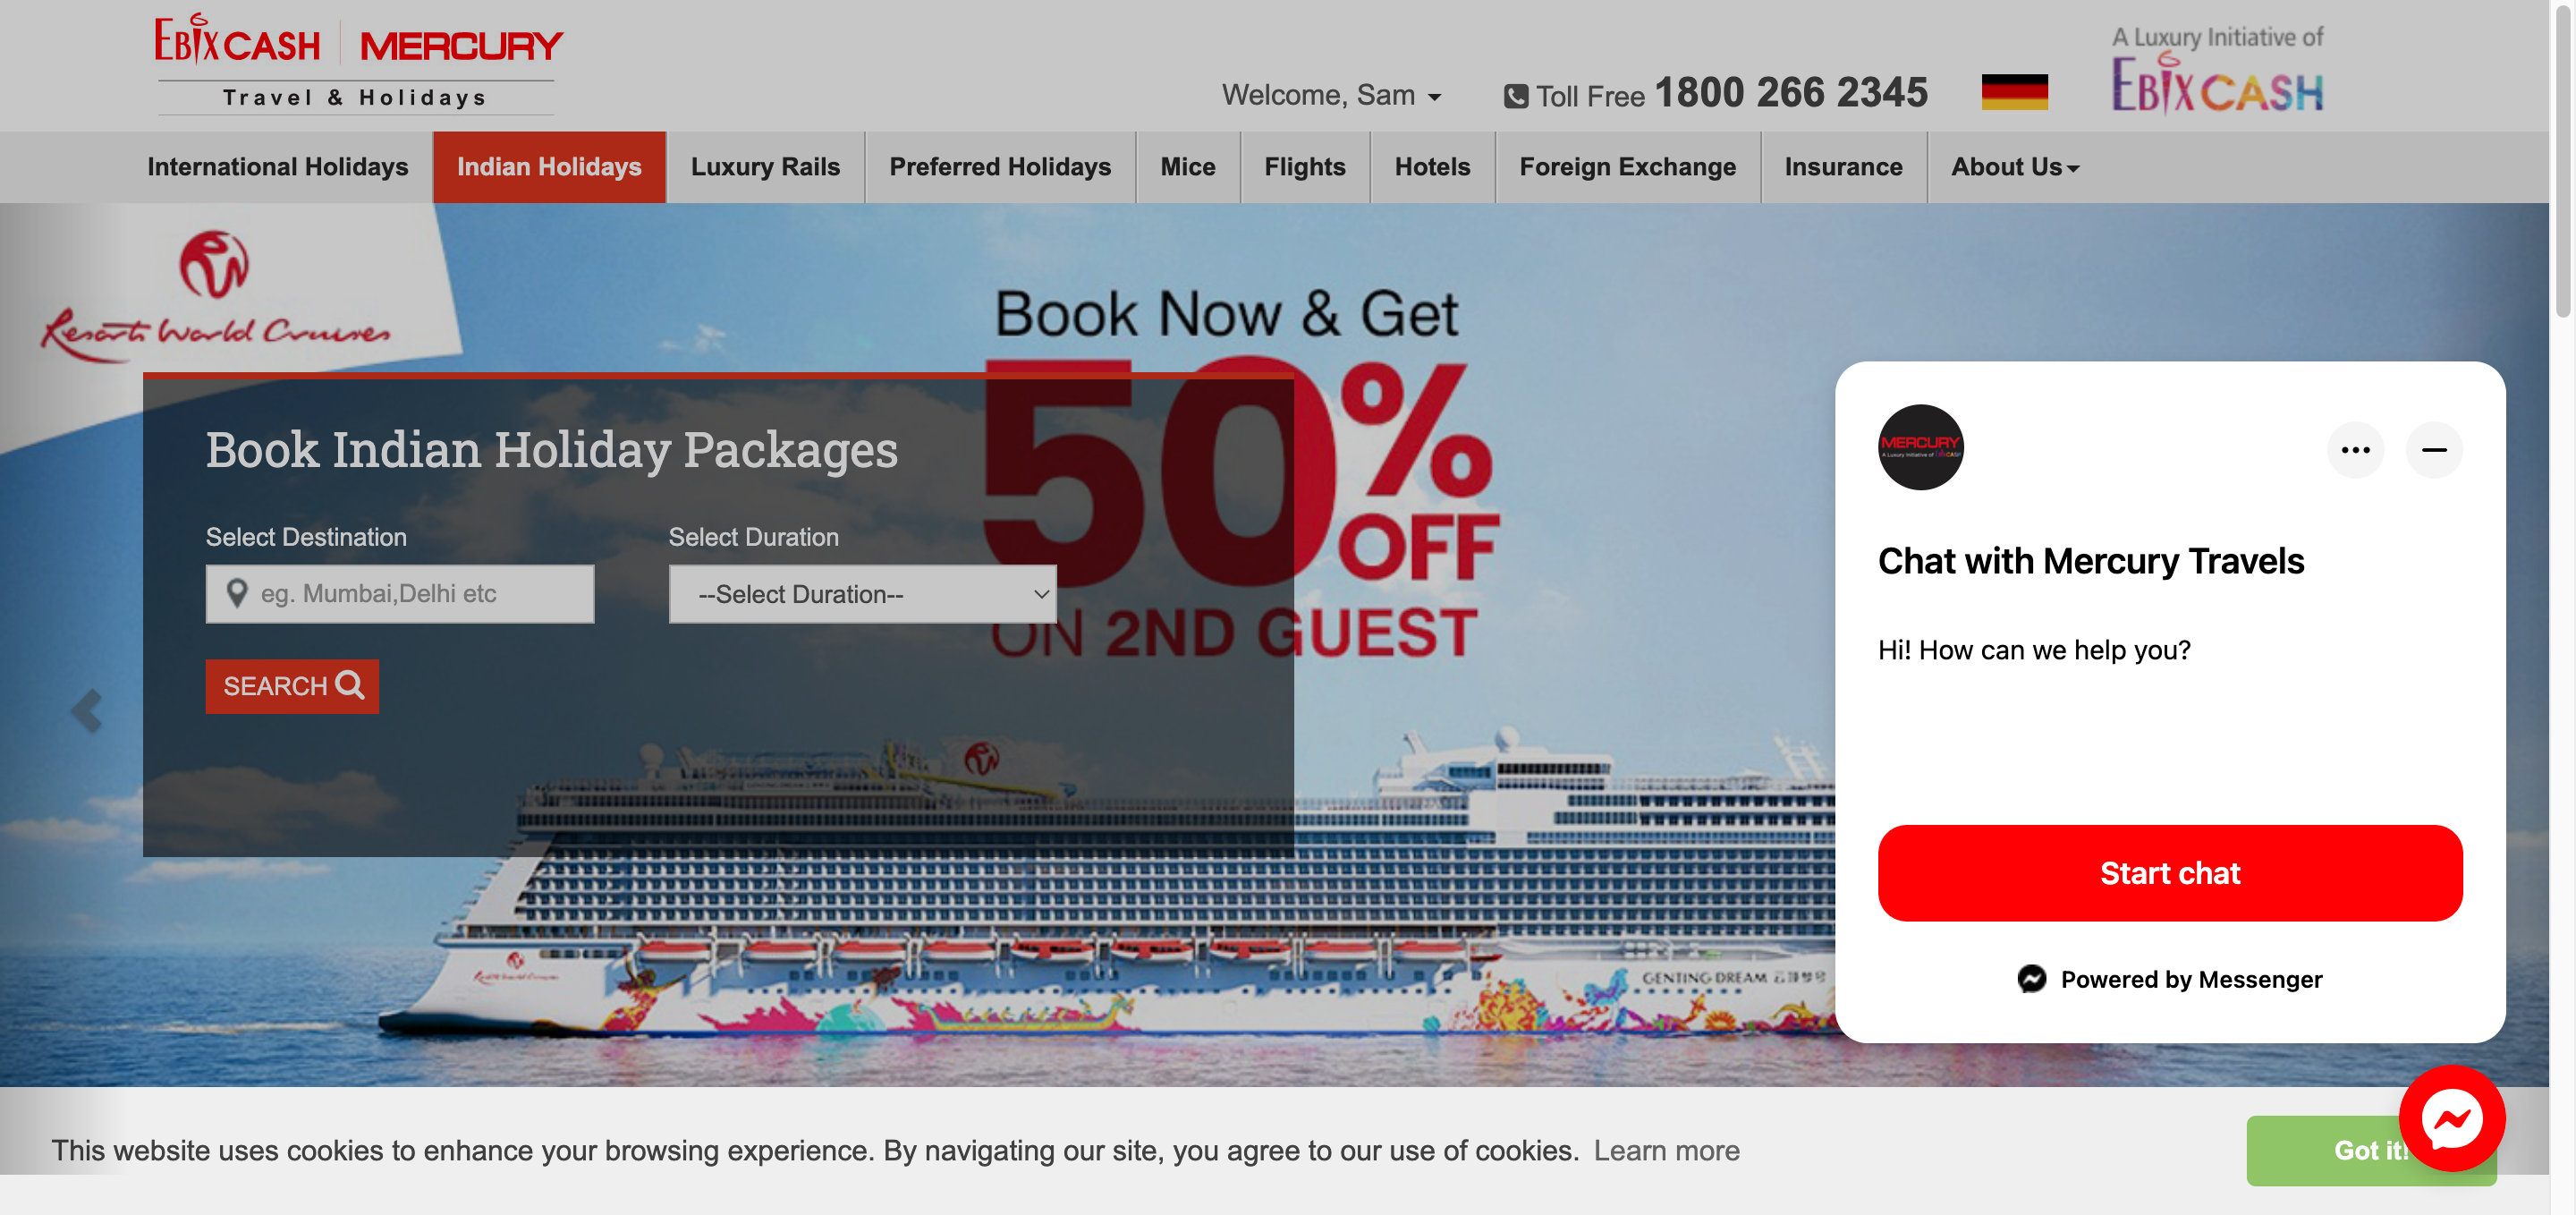 EBIXCASH | MERCURY
Travel & Holidays
Welcome, Sam
Toll Free 1800 266 2345
A Luxury Initiative of
EBIXCASH
International Holidays
Indian Holidays
Luxury Rails
Preferred Holidays
Mice
Flights
Hotels
Foreign Exchange
Insurance
About Us
Resorts World Cruises
Book Now & Get
50% OFF
ON 2ND GUEST
Book Indian Holiday Packages
Select Destination
Select Duration
eg. Mumbai,Delhi etc
--Select Duration--
SEARCH
GENTING DREAM
MERCURY
A Luxury Initiative of EbixCASH
Chat with Mercury Travels
Hi! How can we help you?
Start chat
Powered by Messenger
This website uses cookies to enhance your browsing experience. By navigating our site, you agree to our use of cookies. Learn more
Got it!